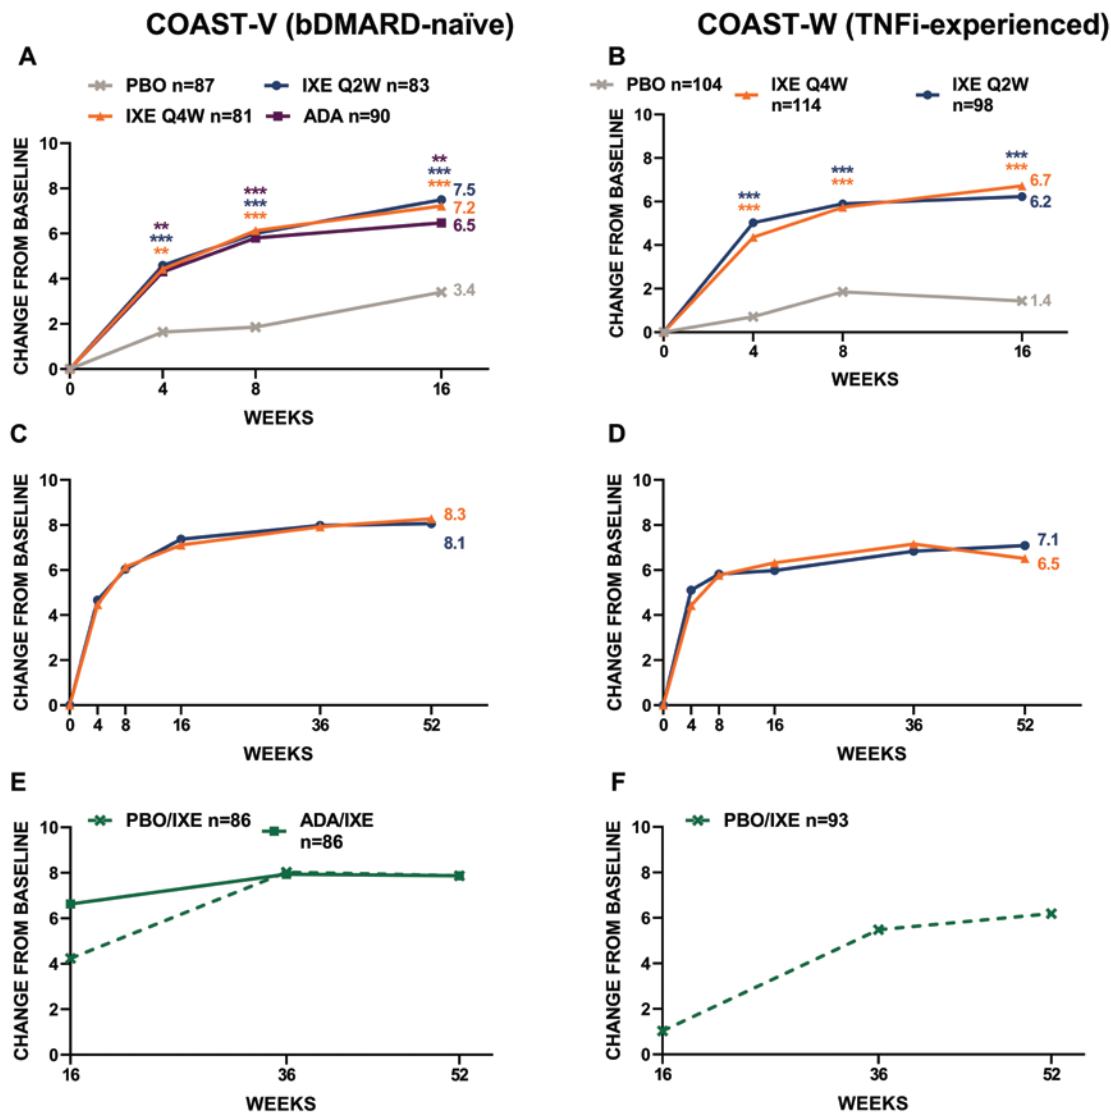 COAST-V (bDMARD-naïve)
COAST-W (TNFi-experienced)
A
PBO n=87
IXE Q2W n=83
IXE Q4W n=81
ADA n=90
CHANGE FROM BASELINE
10
8
6
4
2
0
**
***
**
***
***
***
**
***
***
7.5
7.2
6.5
3.4
0 4 8 16
WEEKS
B
PBO n=104
IXE Q4W
n=114
IXE Q2W
n=98
CHANGE FROM BASELINE
10
8
6
4
2
0
***
***
***
***
***
***
6.7
6.2
1.4
0 4 8 16
WEEKS
C
CHANGE FROM BASELINE
10
8
6
4
2
0
8.3
8.1
0 4 8 16 36 52
WEEKS
D
CHANGE FROM BASELINE
10
8
6
4
2
0
7.1
6.5
0 4 8 16 36 52
WEEKS
E
PBO/IXE n=86
ADA/IXE
n=86
CHANGE FROM BASELINE
10
8
6
4
2
0
16 36 52
WEEKS
F
PBO/IXE n=93
CHANGE FROM BASELINE
10
8
6
4
2
0
16 36 52
WEEKS